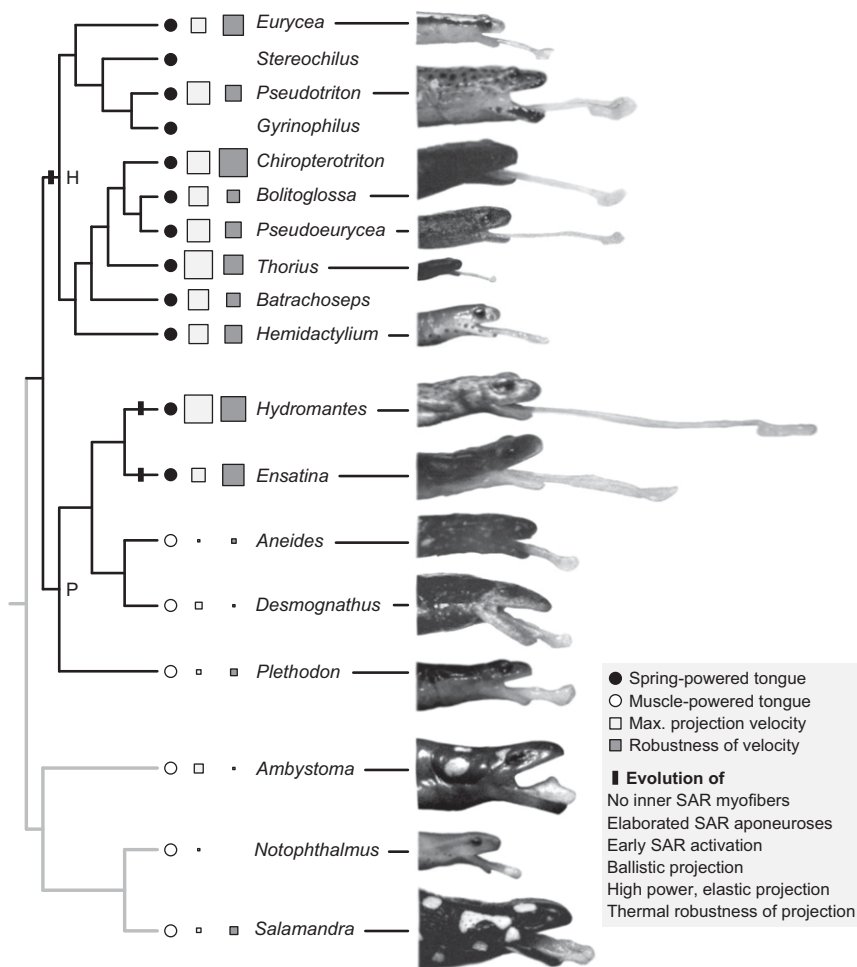 Eurycea
Stereochilus
Pseudotriton
Gyrinophilus
H
Chiropterotriton
Bolitoglossa
Pseudoeurycea
Thorius
Batrachoseps
Hemidactylium
Hydromantes
Ensatina
Aneides
P
Desmognathus
Plethodon
Ambystoma
Notophthalmus
Salamandra
Spring-powered tongue
Muscle-powered tongue
Max. projection velocity
Robustness of velocity
Evolution of
No inner SAR myofibers
Elaborated SAR aponeuroses
Early SAR activation
Ballistic projection
High power, elastic projection
Thermal robustness of projection